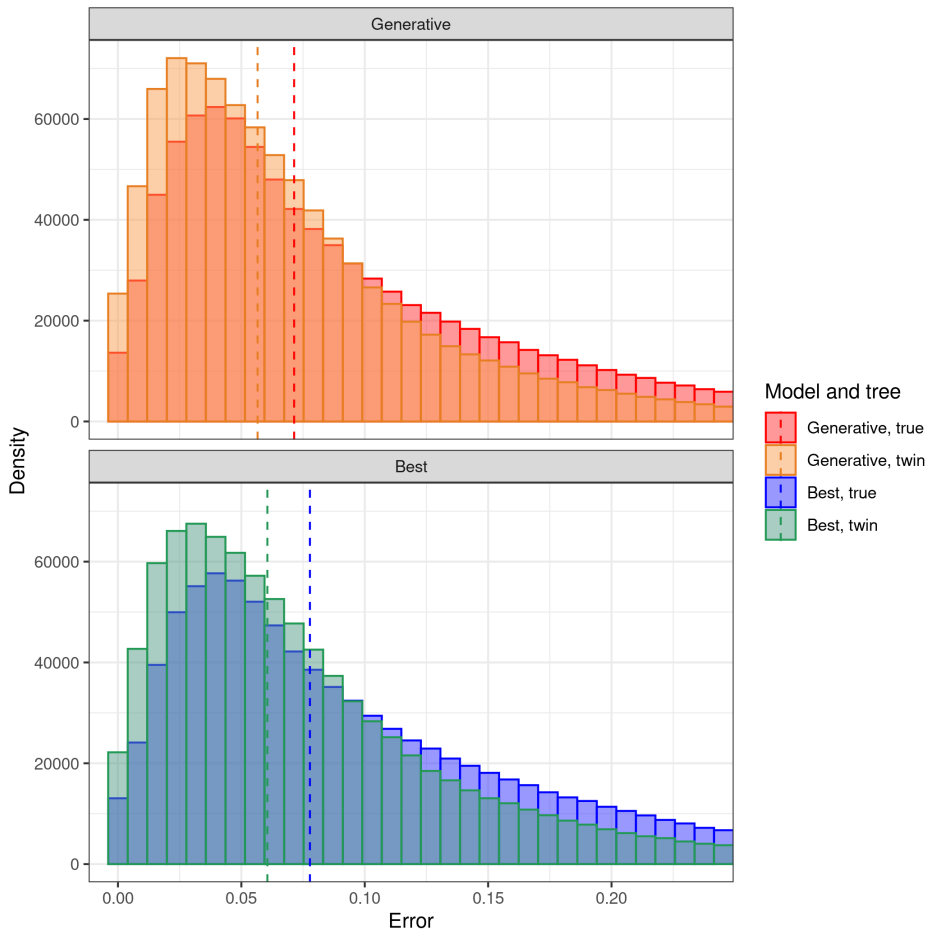 Generative
60000
40000
20000
0
Best
60000
40000
20000
0
0.00 0.05 0.10 0.15 0.20
Error
Density
Model and tree
Generative, true
Generative, twin
Best, true
Best, twin